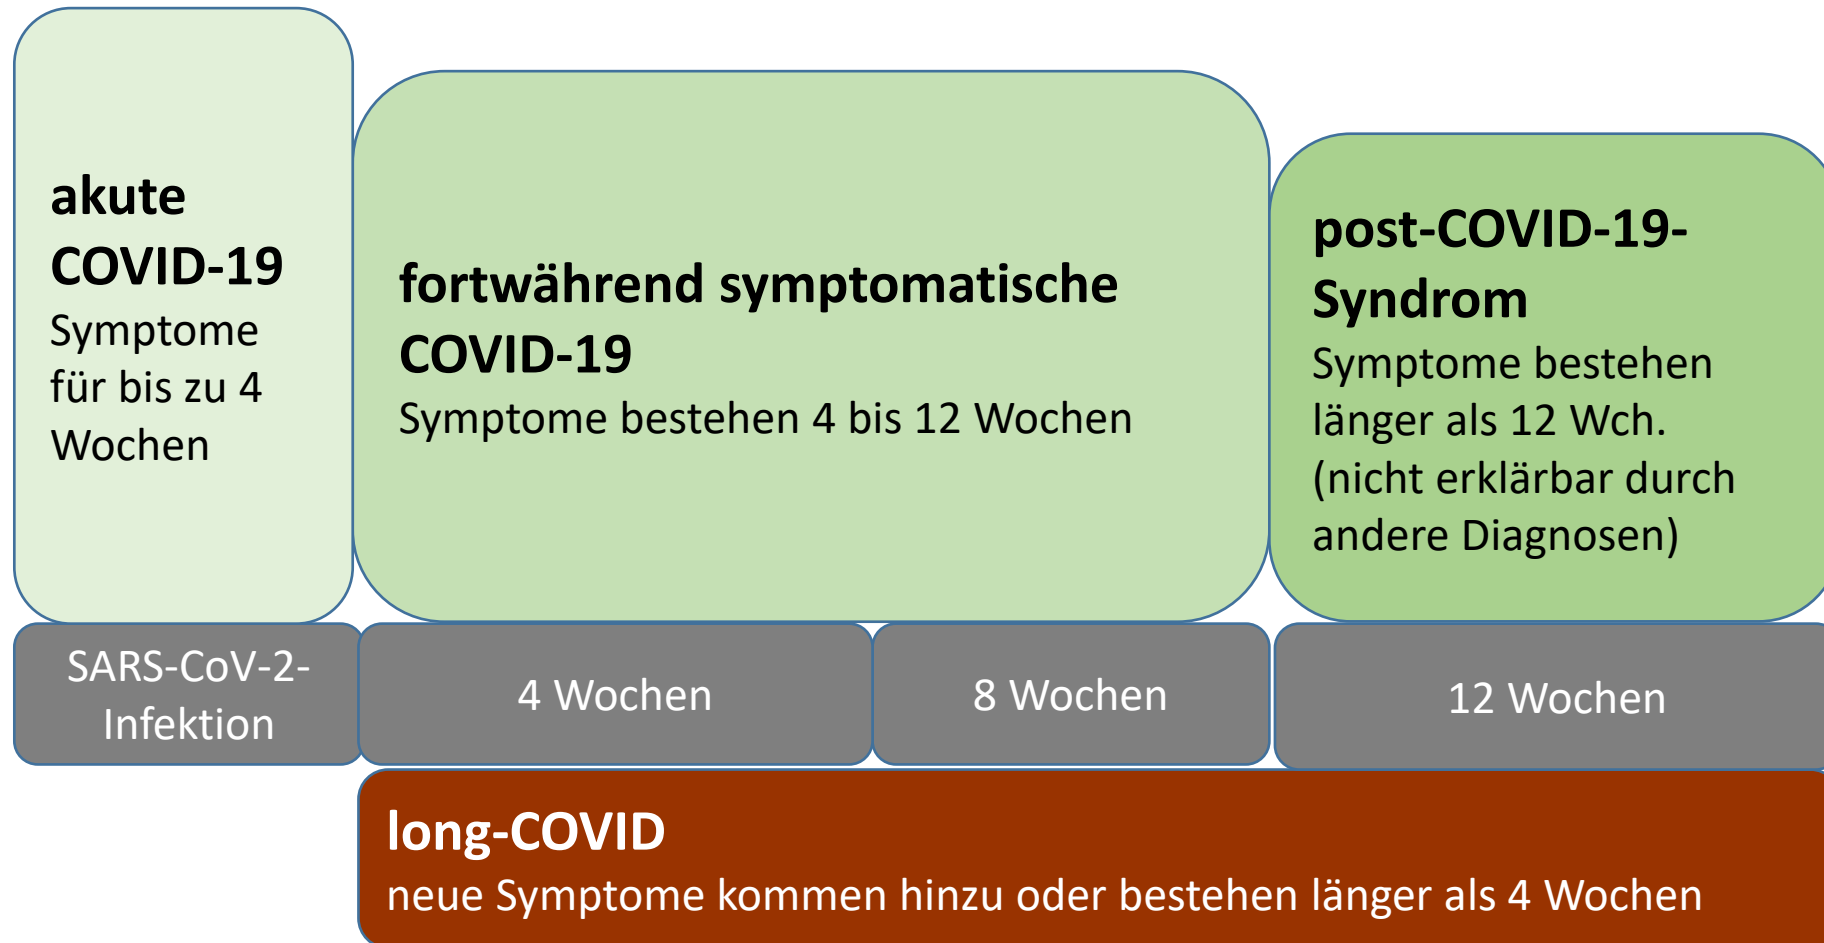 akute
COVID-19
Symptome
für bis zu 4
Wochen
fortwährend symptomatische
COVID-19
Symptome bestehen 4 bis 12 Wochen
post-COVID-19-
Syndrom
Symptome bestehen
länger als 12 Wch.
(nicht erklärbar durch
andere Diagnosen)
SARS-CoV-2-
Infektion
4 Wochen
8 Wochen
12 Wochen
long-COVID
neue Symptome kommen hinzu oder bestehen länger als 4 Wochen